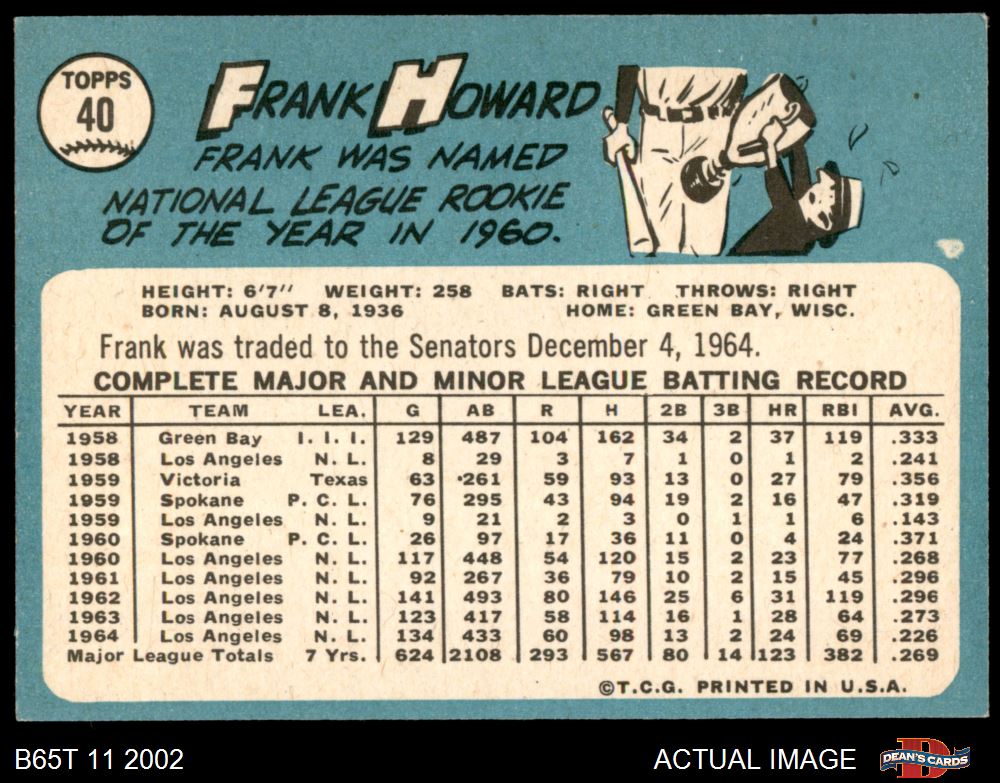 TOPPS
40
FRANK HOWARD
FRANK WAS NAMED
NATIONAL LEAGUE ROOKIE
OF THE YEAR IN 1960.
HEIGHT: 6'7" WEIGHT: 258 BATS: RIGHT THROWS: RIGHT
BORN: AUGUST 8, 1936 HOME: GREEN BAY, WISC.
Frank was traded to the Senators December 4, 1964.
COMPLETE MAJOR AND MINOR LEAGUE BATTING RECORD
YEAR TEAM LEA. G AB R H 2B 3B HR RBI AVG.
1958 Green Bay I. I. I. 129 487 104 162 34 2 37 119 .333
1958 Los Angeles N. L. 8 29 3 7 1 0 1 2 .241
1959 Victoria Texas 63 261 59 93 13 0 27 79 .356
1959 Spokane P. C. L. 76 295 43 94 19 2 16 47 .319
1959 Los Angeles N. L. 9 21 2 3 0 1 1 6 .143
1960 Spokane P. C. L. 26 97 17 36 11 0 4 24 .371
1960 Los Angeles N. L. 117 448 54 120 15 2 23 77 .268
1961 Los Angeles N. L. 92 267 36 79 10 2 15 45 .296
1962 Los Angeles N. L. 141 493 80 146 25 6 31 119 .296
1963 Los Angeles N. L. 123 417 58 114 16 1 28 64 .273
1964 Los Angeles N. L. 134 433 60 98 13 2 24 69 .226
Major League Totals 7 Yrs. 624 2108 293 567 80 14 123 382 .269
©T.C.G. PRINTED IN U.S.A.
B65T 11 2002 ACTUAL IMAGE DEAN'S CARDS